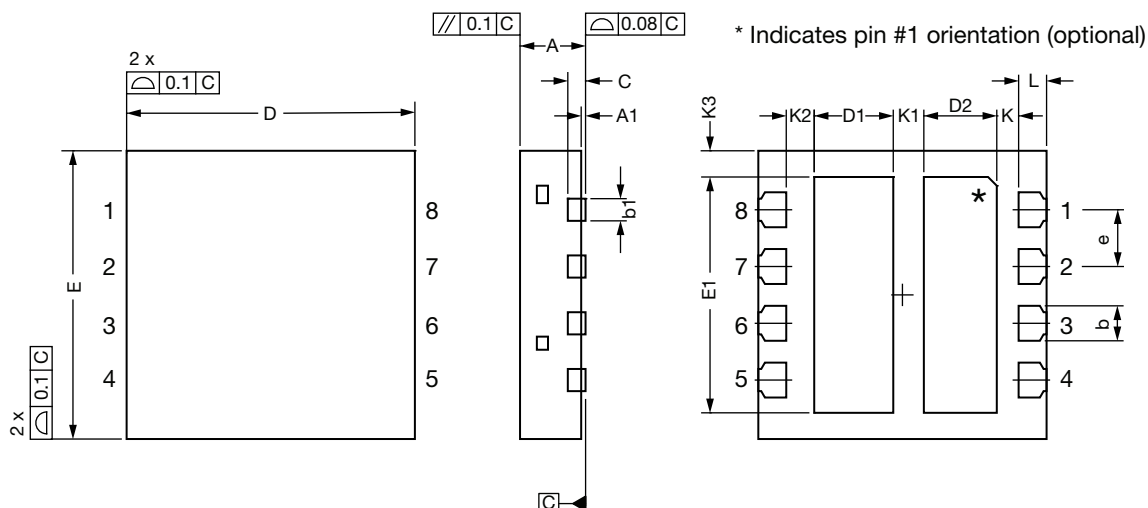 // 0.1 C
A
⌓ 0.08 C
* Indicates pin #1 orientation (optional)
2 x
⌓ 0.1 C
D
C
A1
K3
K2
D1
K1
D2
K
L
E
1
2
3
4
8
7
6
5
2 x
⌓ 0.1 C
b1
C
E1
8
7
6
5
*
1
2
3
4
e
b